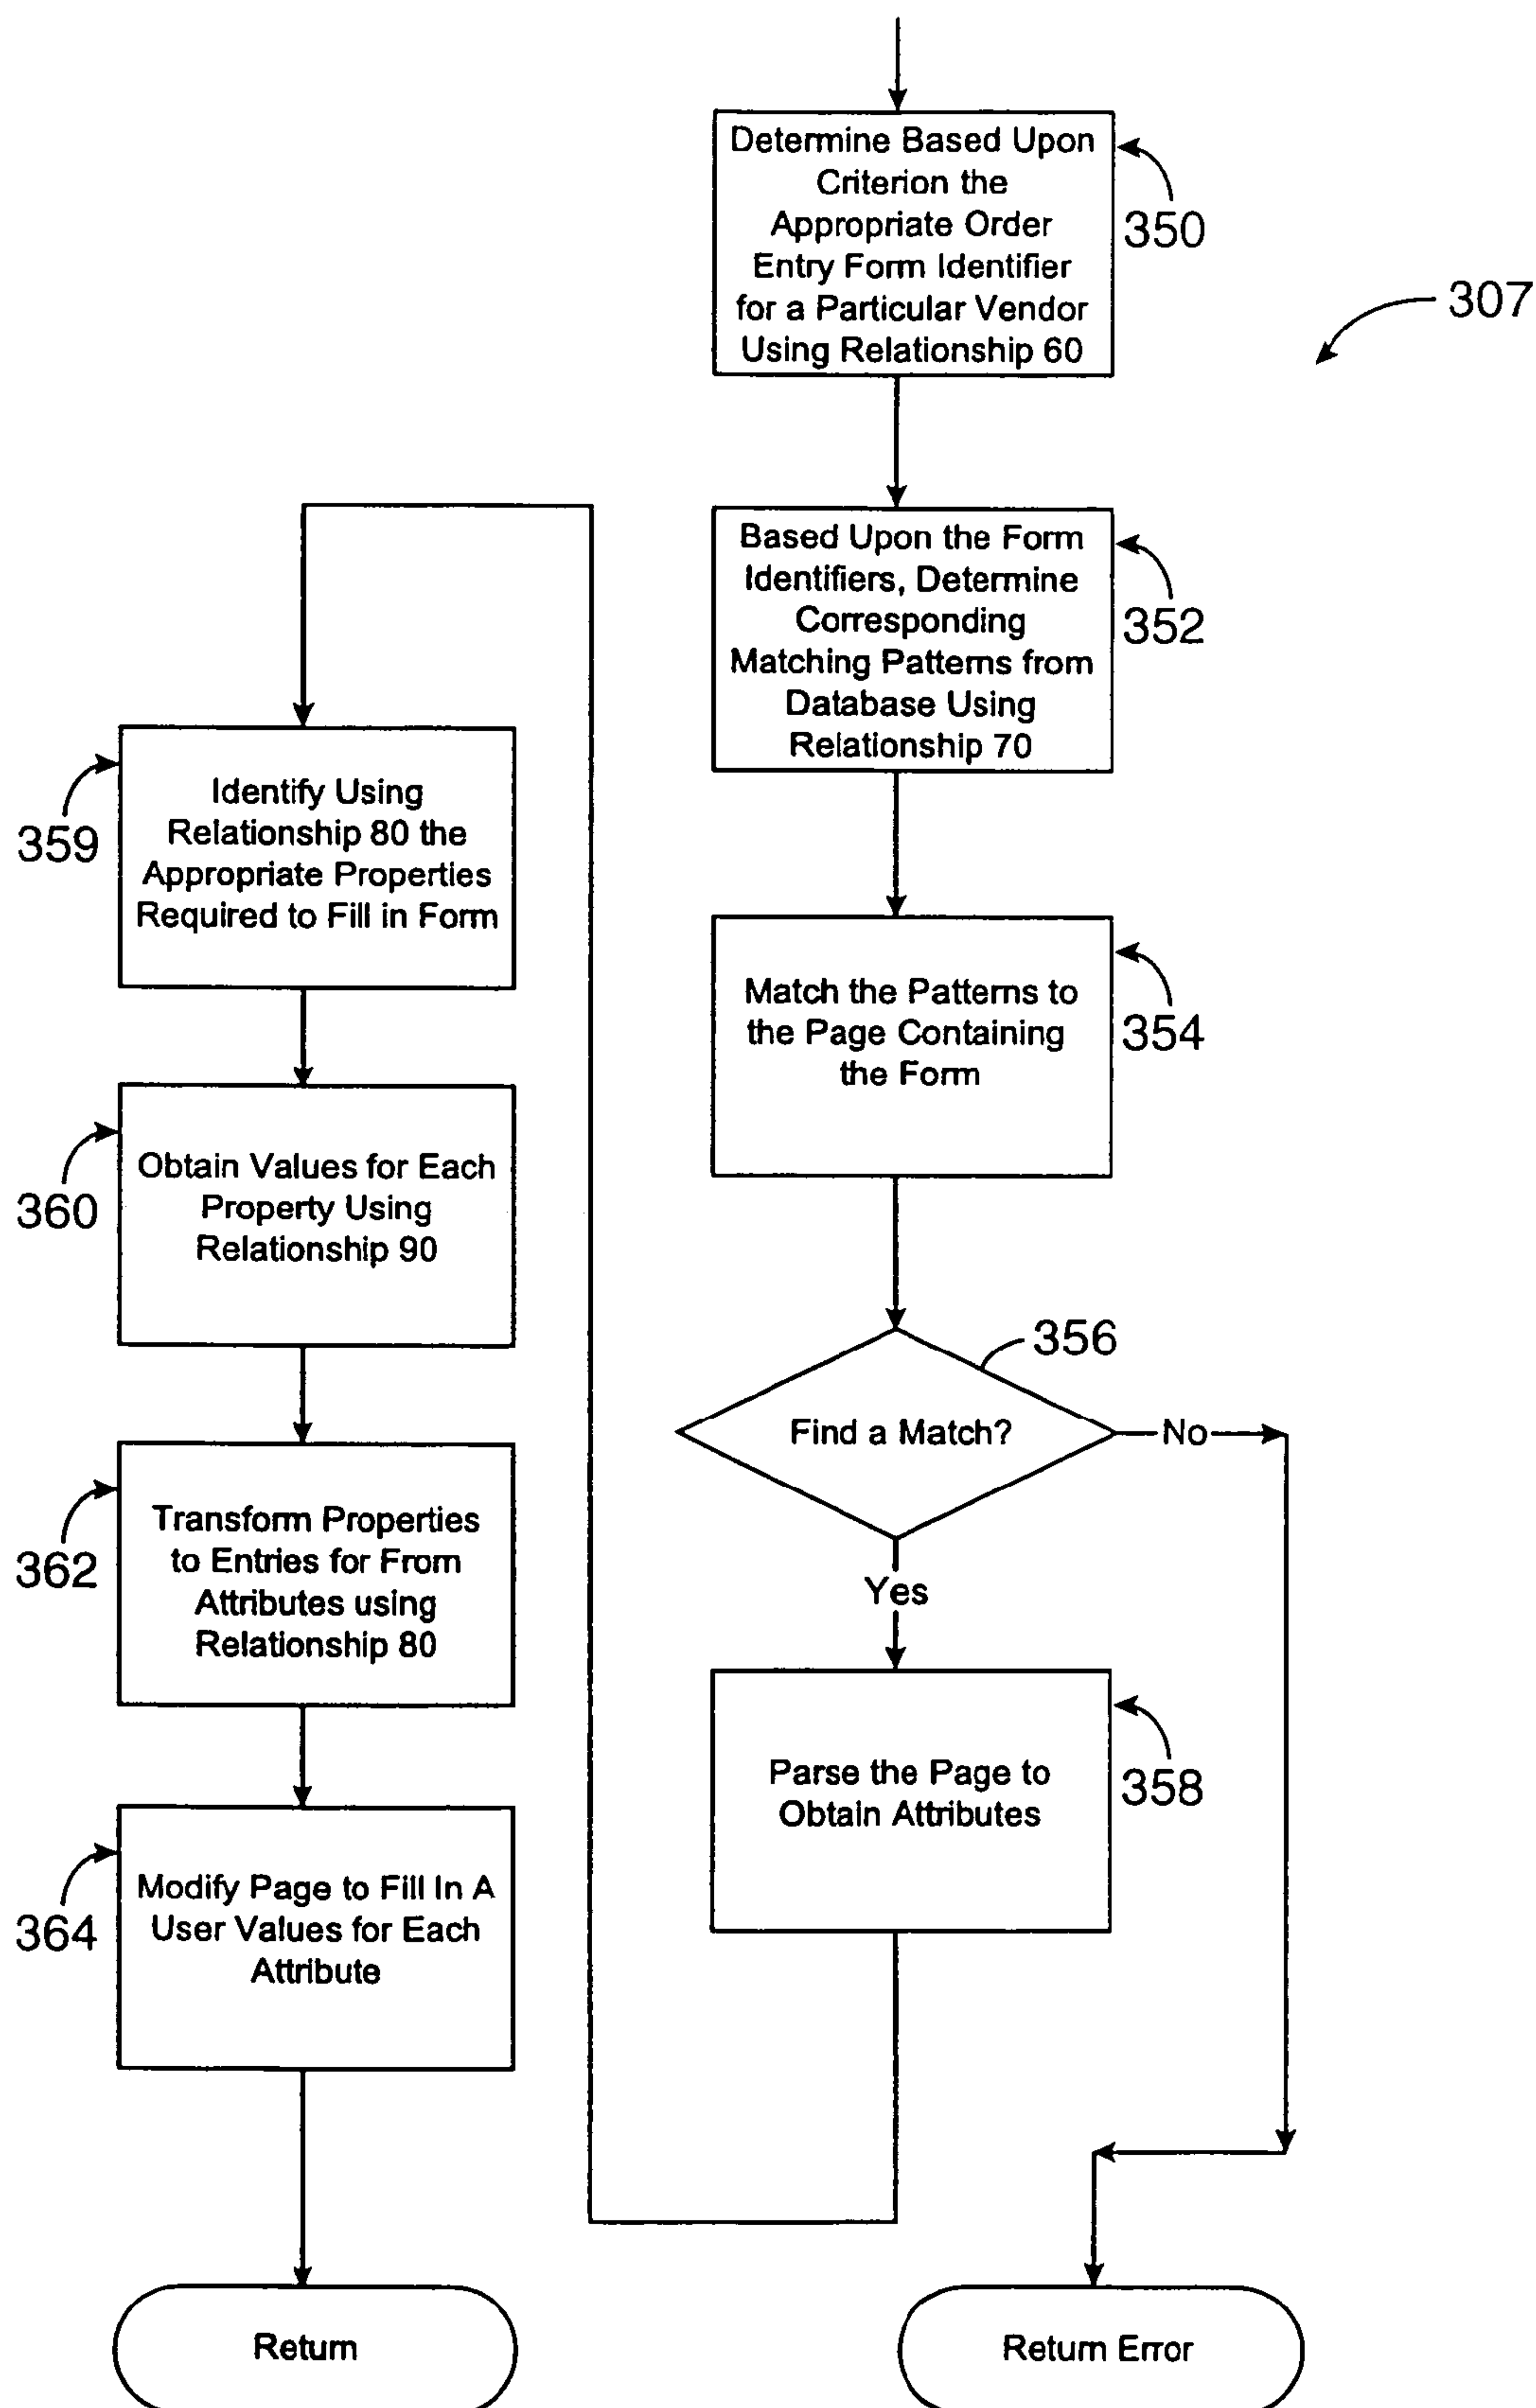 Determine Based Upon
Criterion the
Appropriate Order
Entry Form Identifier
for a Particular Vendor
Using Relationship 60
350
307
Based Upon the Form
Identifiers, Determine
Corresponding
Matching Patterns from
Database Using
Relationship 70
352
Match the Patterns to
the Page Containing
the Form
354
Find a Match?
356
No
Yes
Parse the Page to
Obtain Attributes
358
Identify Using
Relationship 80 the
Appropriate Properties
Required to Fill in Form
359
Obtain Values for Each
Property Using
Relationship 90
360
Transform Properties
to Entries for From
Attributes using
Relationship 80
362
Modify Page to Fill In A
User Values for Each
Attribute
364
Return
Return Error